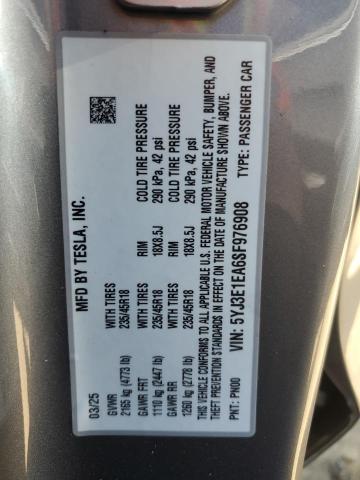 MFD BY TESLA, INC.
03/25
GVWR
2165 kg (4773 lb)
GAWR FRT WITH TIRES RIM COLD TIRE PRESSURE
1110 kg (2447 lb) 235/45R18 18X8.5J 290 kPa, 42 psi
GAWR RR WITH TIRES RIM COLD TIRE PRESSURE
1260 kg (2778 lb) 235/45R18 18X8.5J 290 kPa, 42 psi
THIS VEHICLE CONFORMS TO ALL APPLICABLE U.S. FEDERAL MOTOR VEHICLE SAFETY, BUMPER, AND
THEFT PREVENTION STANDARDS IN EFFECT ON THE DATE OF MANUFACTURE SHOWN ABOVE.
VIN: 5YJ3E1EA6SF976908
PNT: PN00 TYPE: PASSENGER CAR